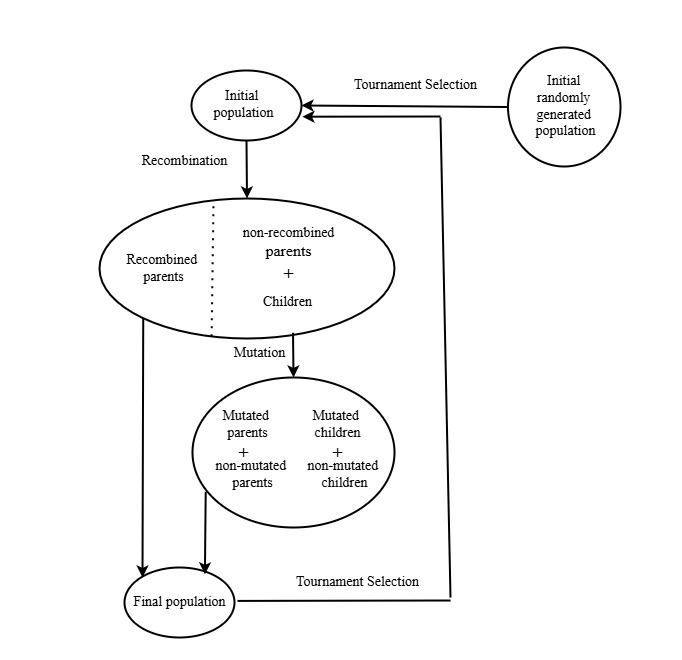 Tournament Selection
Initial
randomly
generated
population
Initial
population
Recombination
Recombined
parents
non-recombined
parents
+
Children
Mutation
Mutated
parents
+
non-mutated
parents
Mutated
children
+
non-mutated
children
Final population
Tournament Selection